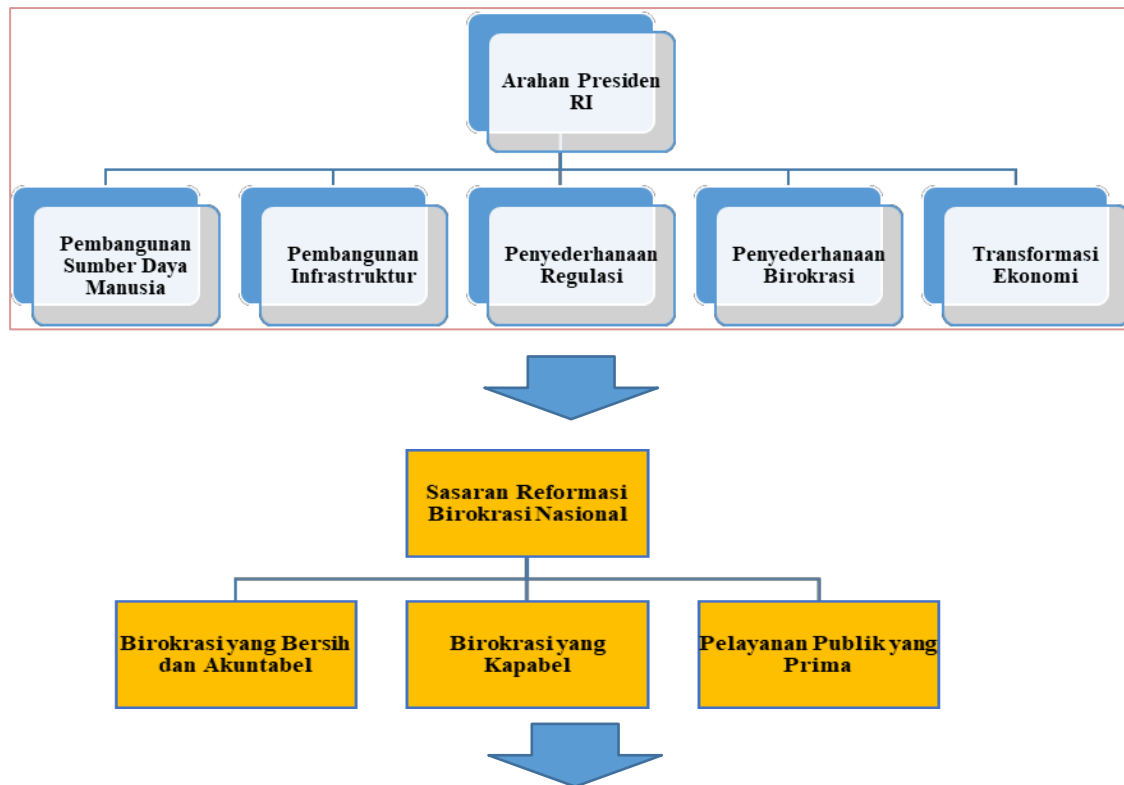 Arahan Presiden
RI
Pembangunan
Sumber Daya
Manusia
Pembangunan
Infrastruktur
Penyederhanaan
Regulasi
Penyederhanaan
Birokrasi
Transformasi
Ekonomi
Sasaran Reformasi
Birokrasi Nasional
Birokrasi yang Bersih
dan Akuntabel
Birokrasi yang
Kapabel
Pelayanan Publik yang
Prima